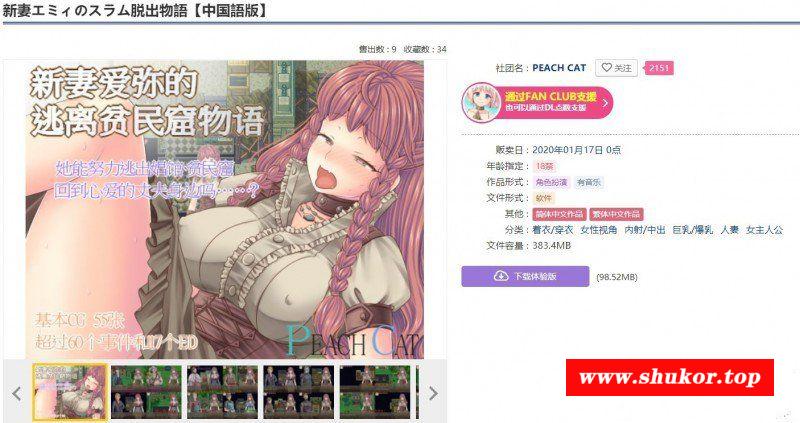 新妻エミィのスラム脱出物語【中国語版】
售出数 : 9 收藏数 : 34
新妻爱弥的
逃离贫民窟物语
她能努力逃出媚馆·贫民窟
回到心爱的丈夫身边吗……?
基本CG 55张
超过60个事件和17个ED
PEACH CAT
社团名 : PEACH CAT 关注 2151
通过FAN CLUB支援
由可以通过DL点数支援
贩卖日 : 2020年01月17日 0点
年龄指定 : 18禁
作品形式 : 角色扮演 有音乐
文件形式 : 软件
其他 : 简体中文作品 繁体中文作品
分类 : 著衣/穿衣 女性视角 内射/中出 巨乳/爆乳 人妻 女主人公
文件容量 : 383.4MB
下载体验版 (98.52MB)
www.shukor.top